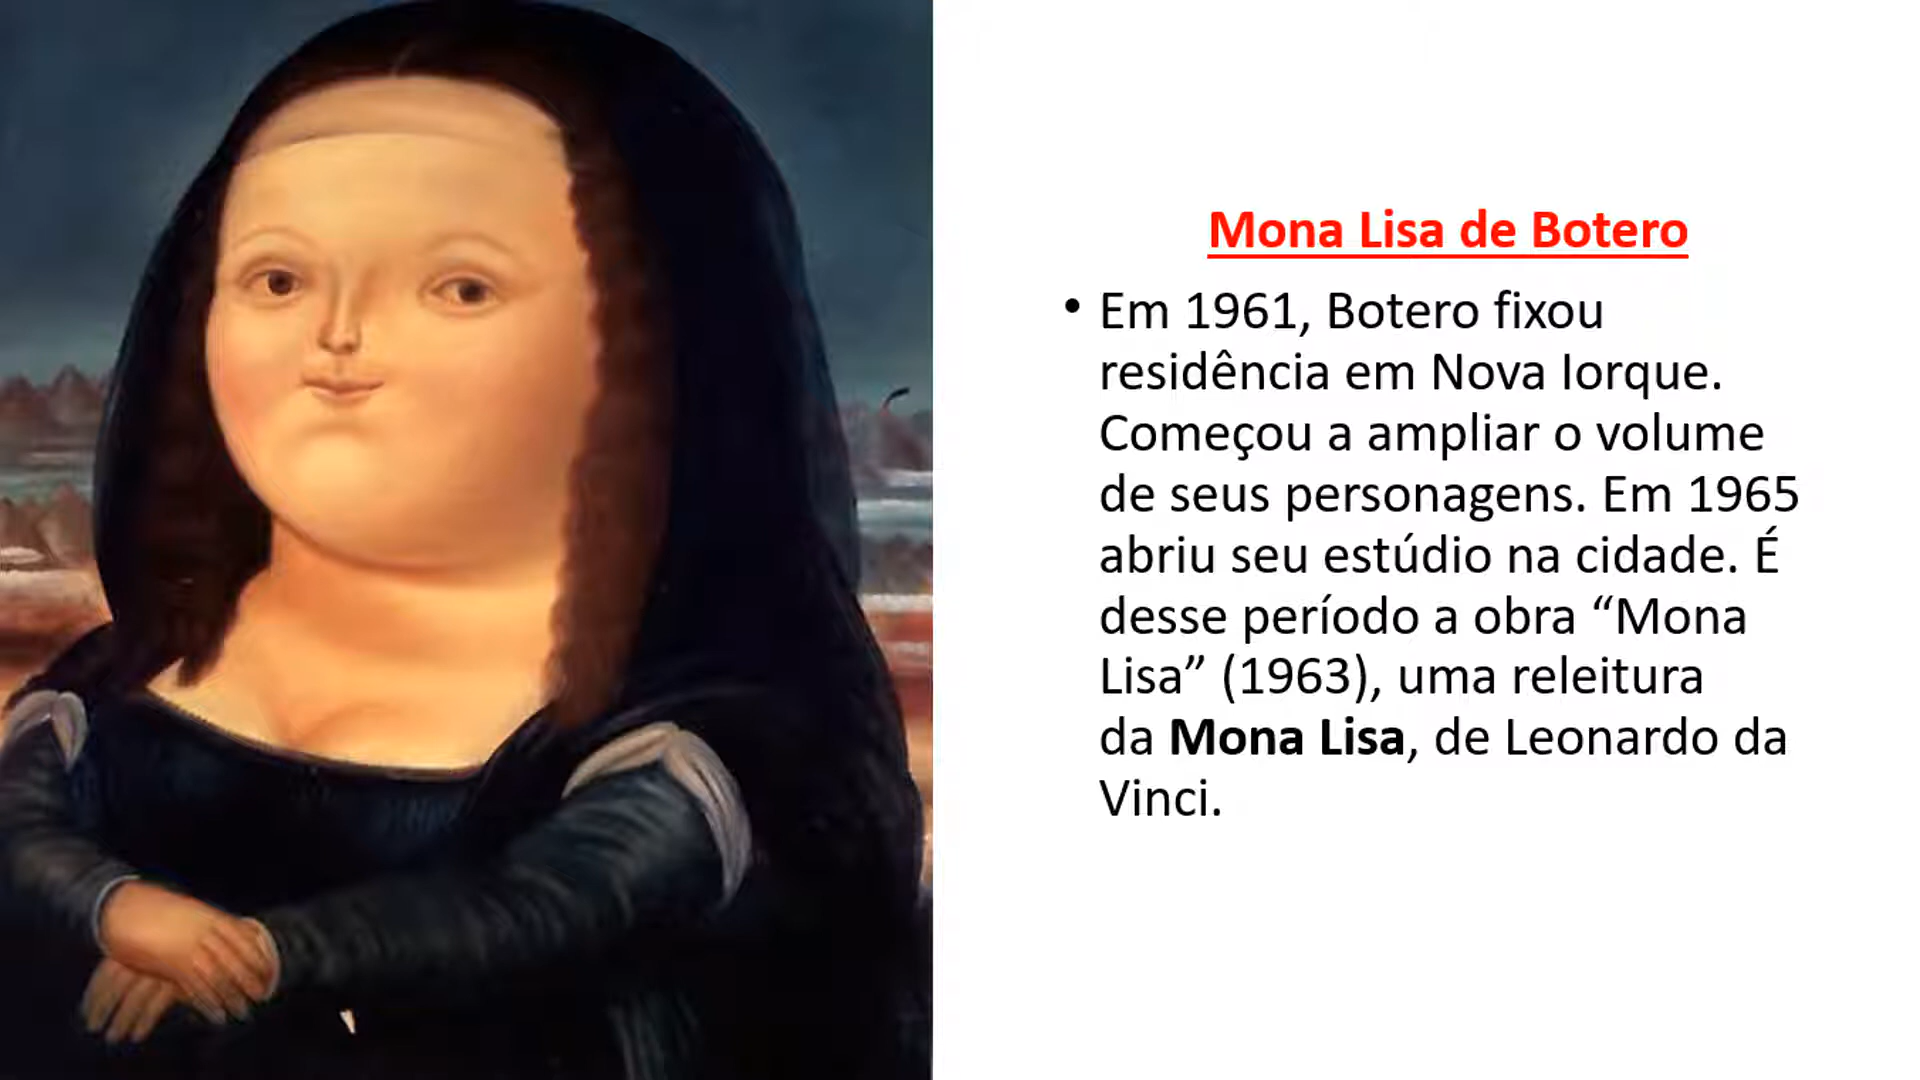 Mona Lisa de Botero
• Em 1961, Botero fixou
residência em Nova Iorque.
Começou a ampliar o volume
de seus personagens. Em 1965
abriu seu estúdio na cidade. É
desse período a obra “Mona
Lisa” (1963), uma releitura
da Mona Lisa, de Leonardo da
Vinci.